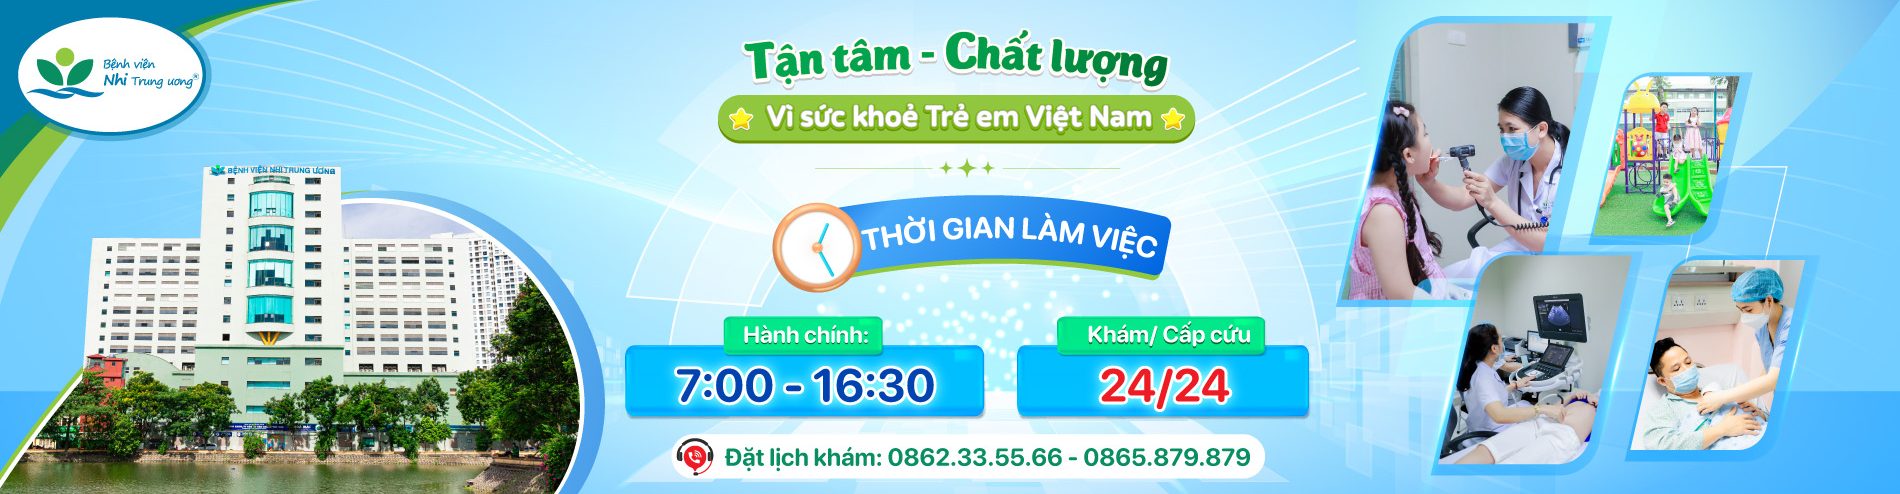 Bệnh viện
Nhi Trung ương®
Tận tâm - Chất lượng
Vì sức khoẻ Trẻ em Việt Nam
BỆNH VIỆN NHI TRUNG ƯƠNG
THỜI GIAN LÀM VIỆC
Hành chính:
7:00 - 16:30
Khám/ Cấp cứu
24/24
Đặt lịch khám: 0862.33.55.66 - 0865.879.879